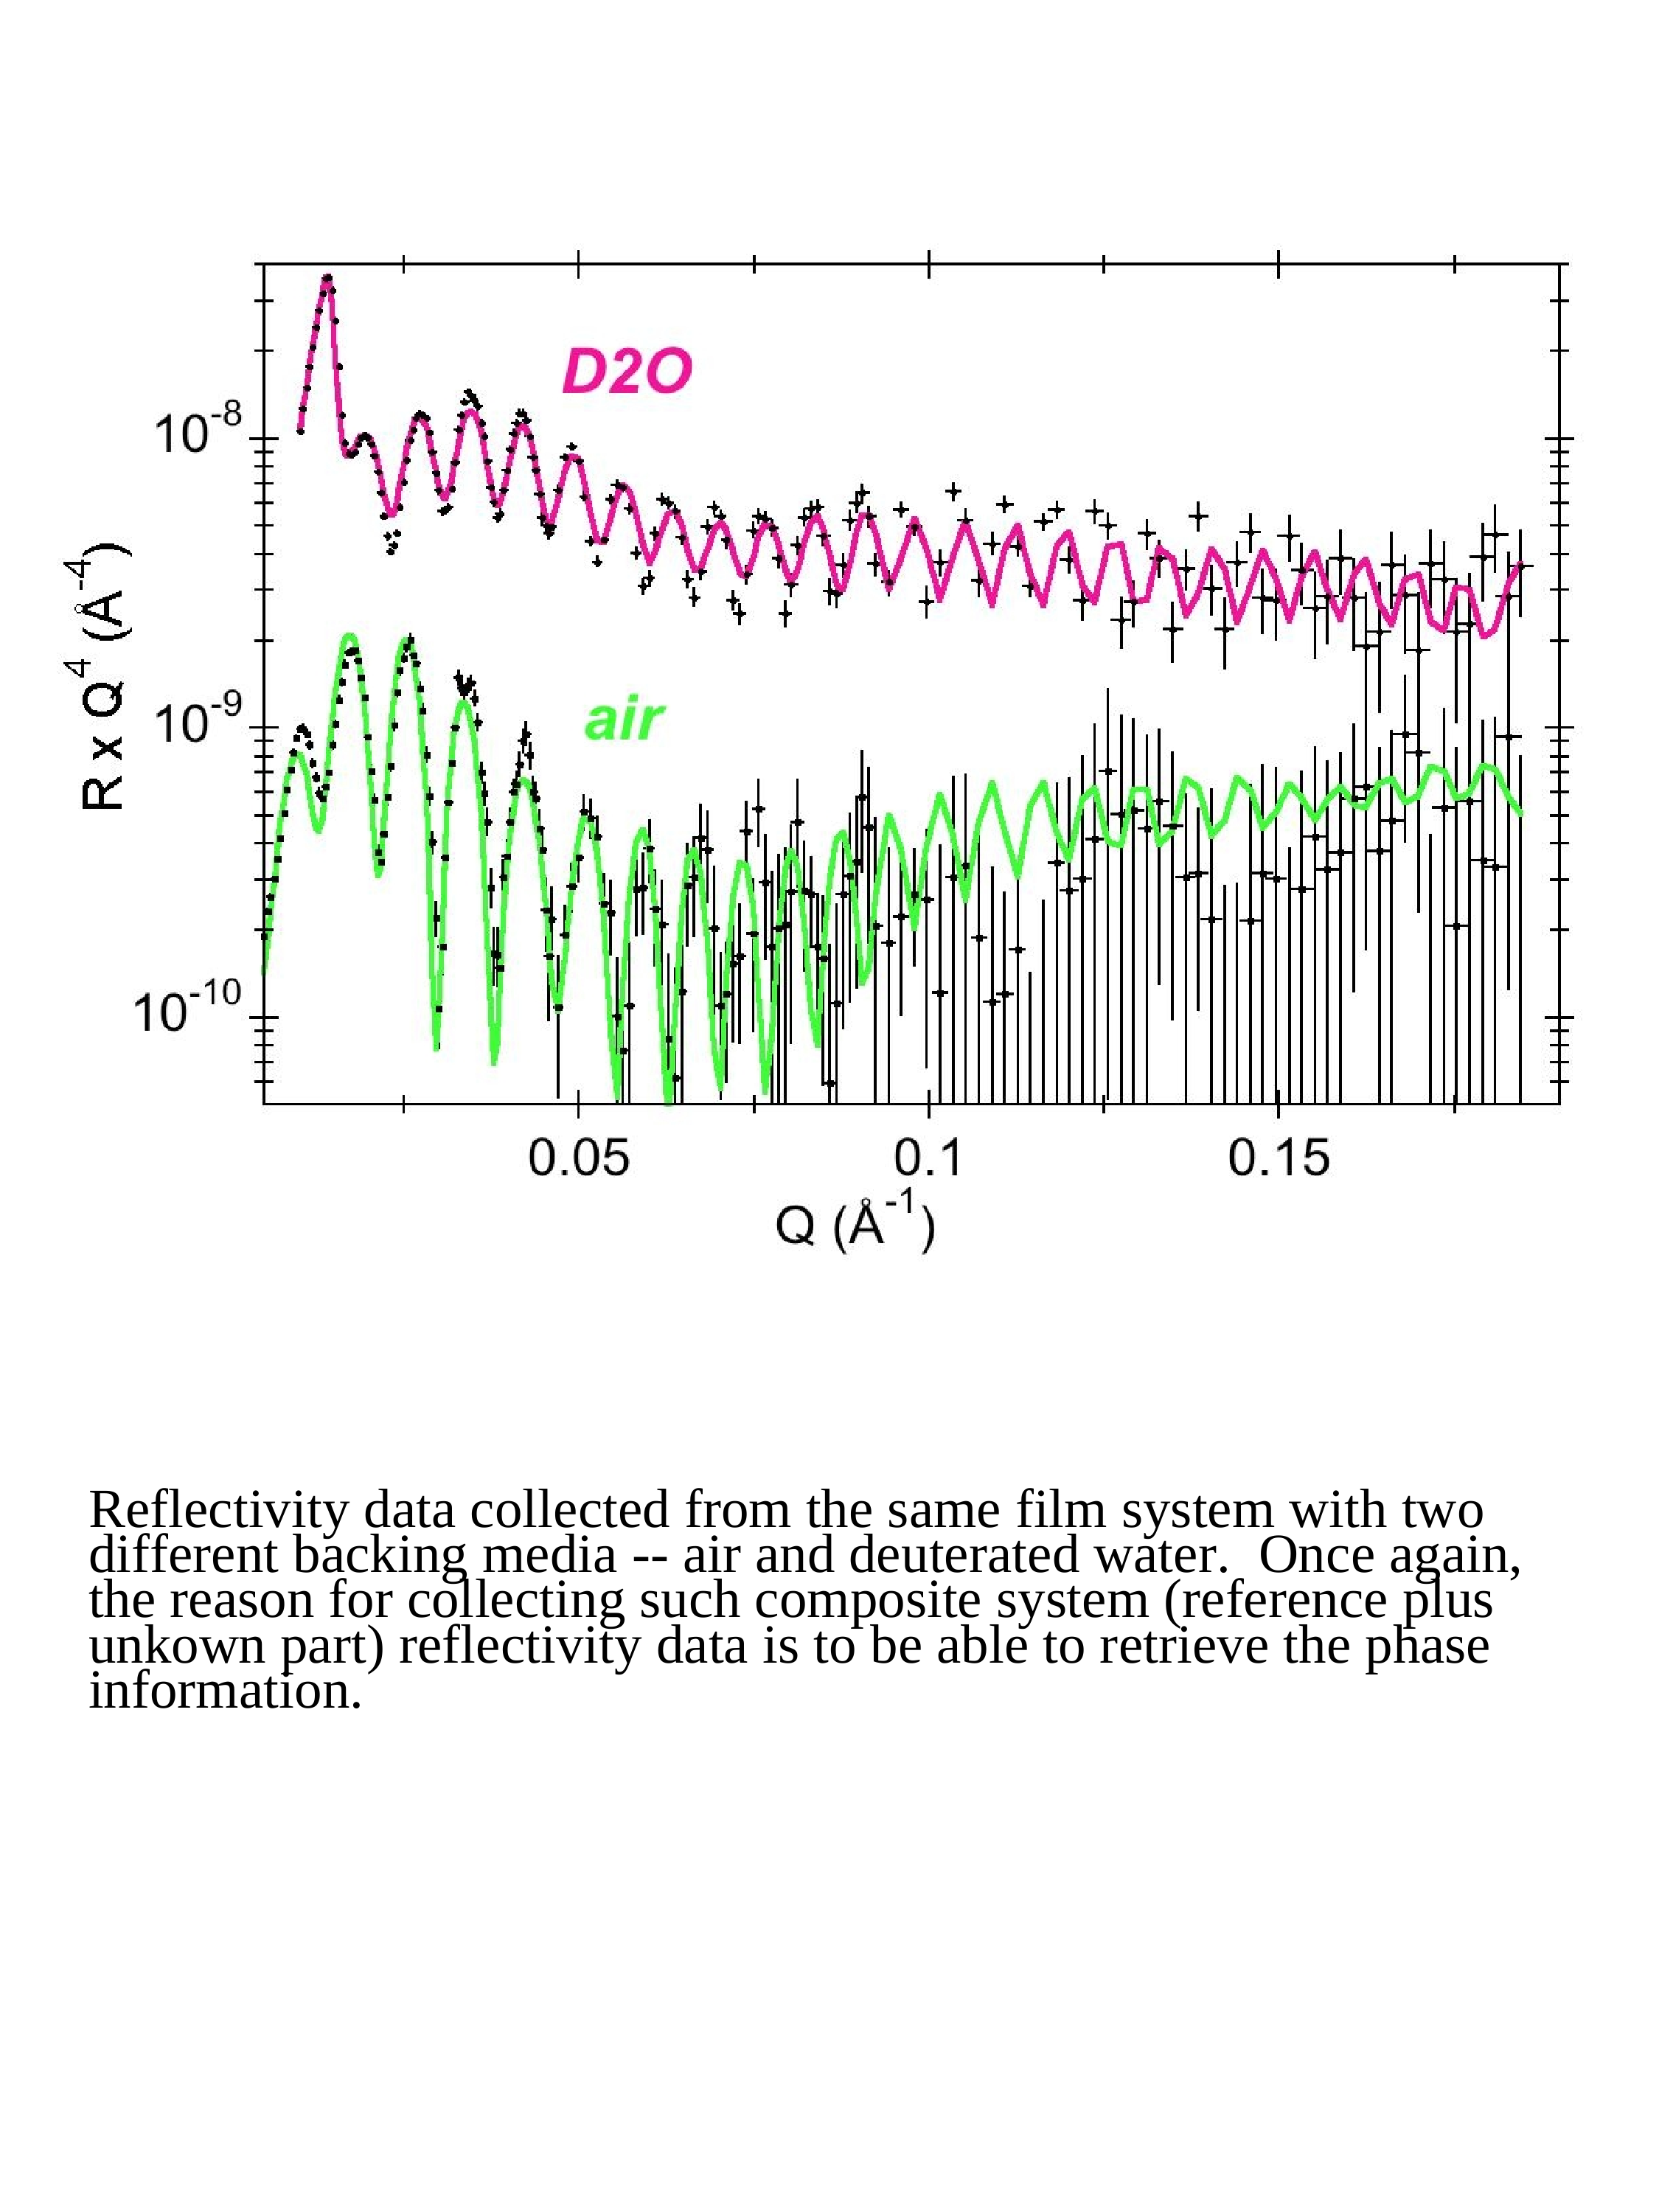 D2O
10-8
R x Q4 (Å-4)
10-9
air
10-10
0.05 0.1 0.15
Q (Å-1)
Reflectivity data collected from the same film system with two
different backing media -- air and deuterated water.  Once again,
the reason for collecting such composite system (reference plus
unkown part) reflectivity data is to be able to retrieve the phase
information.